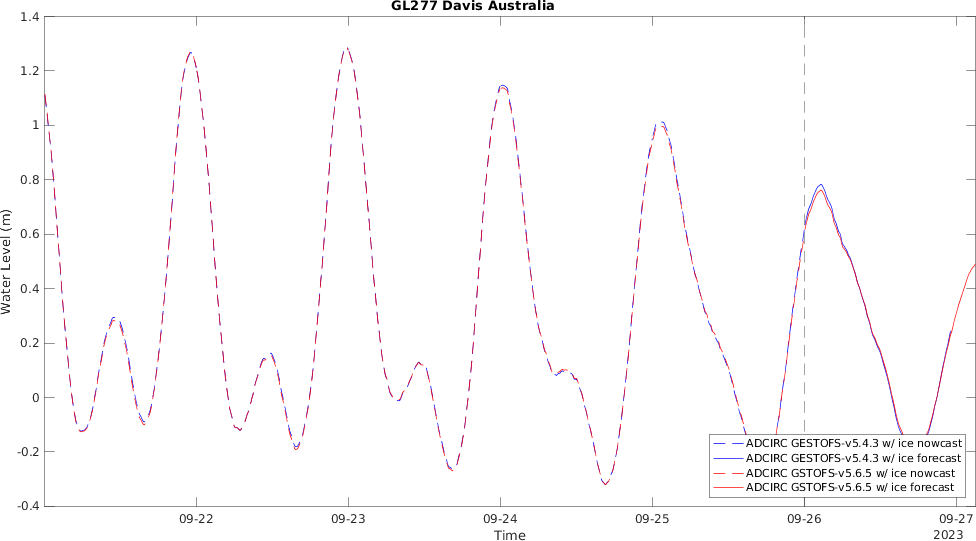 GL277 Davis Australia
1.4
1.2
1
0.8
0.6
0.4
0.2
0
-0.2
-0.4
Water Level (m)
09-22
09-23
09-24
09-25
09-26
09-27
Time
2023
ADCIRC GESTOFS-v5.4.3 w/ ice nowcast
ADCIRC GESTOFS-v5.4.3 w/ ice forecast
ADCIRC GSTOFS-v5.6.5 w/ ice nowcast
ADCIRC GSTOFS-v5.6.5 w/ ice forecast